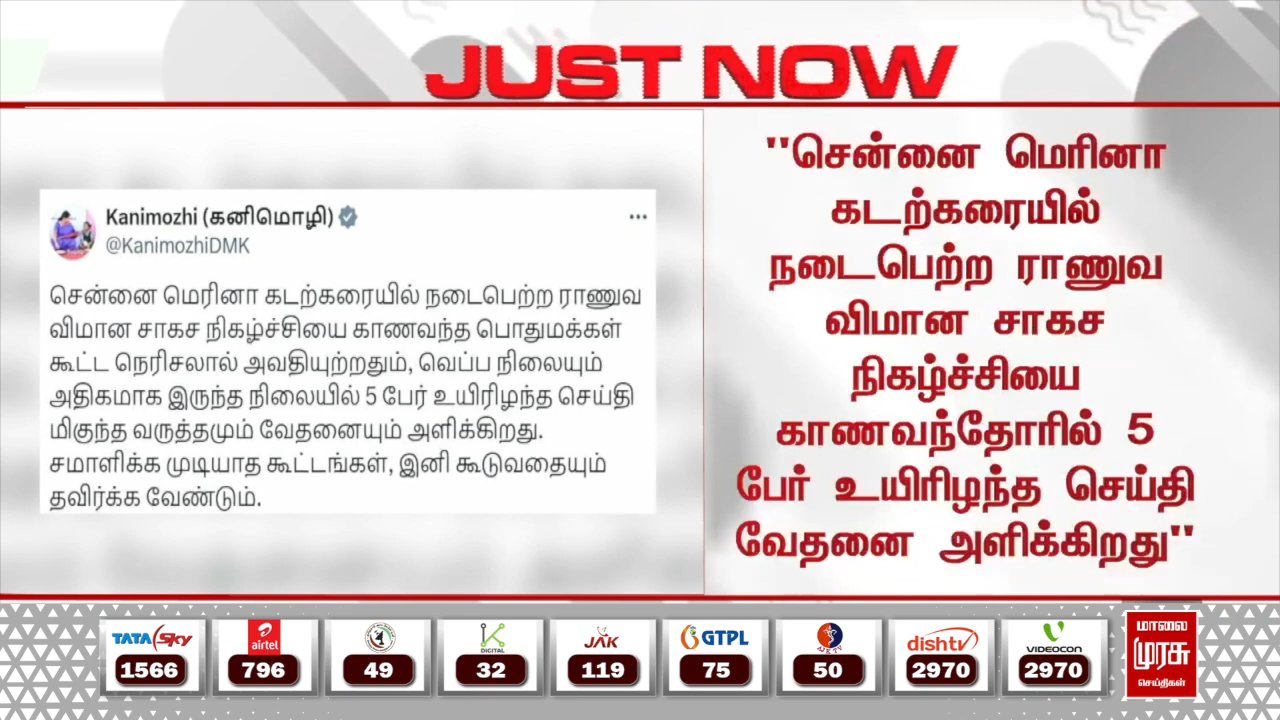 JUST NOW
Kanimozhi (கனிமொழி)
@KanimozhiDMK
சென்னை மெரினா கடற்கரையில் நடைபெற்ற ராணுவ
விமான சாகச நிகழ்ச்சியை காணவந்த பொதுமக்கள்
கூட்ட நெரிசலால் அவதியுற்றதும், வெப்ப நிலையும்
அதிகமாக இருந்த நிலையில் 5 பேர் உயிரிழந்த செய்தி
மிகுந்த வருத்தமும் வேதனையும் அளிக்கிறது.
சமாளிக்க முடியாத கூட்டங்கள், இனி கூடுவதையும்
தவிர்க்க வேண்டும்.
"சென்னை மெரினா
கடற்கரையில்
நடைபெற்ற ராணுவ
விமான சாகச
நிகழ்ச்சியை
காணவந்தோரில் 5
பேர் உயிரிழந்த செய்தி
வேதனை அளிக்கிறது"
TATA Sky
1566
airtel
796
49
K DIGITAL
32
JAK
119
GTPL
75
AJK TV
50
dishtv
2970
VIDEOCON
2970
மாலை
முரசு
செய்திகள்